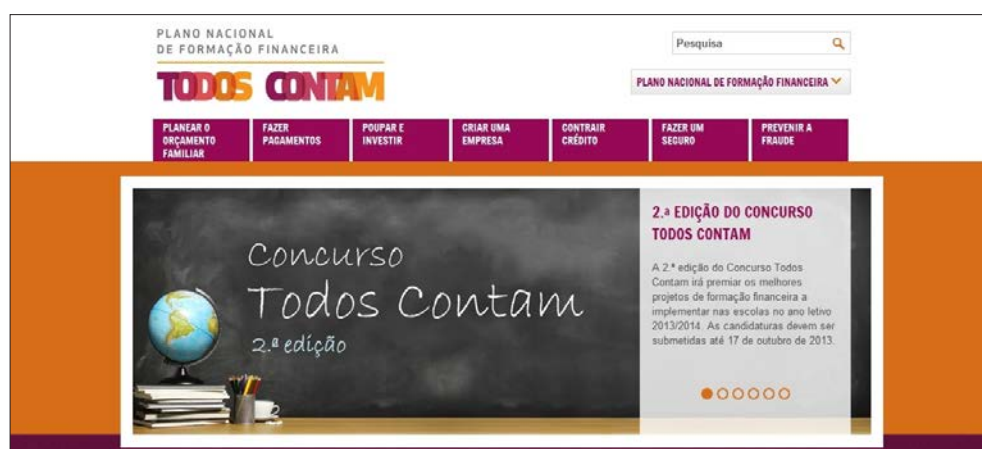 PLANO NACIONAL
DE FORMAÇÃO FINANCEIRA
TODOS CONTAM
Pesquisa
PLANO NACIONAL DE FORMAÇÃO FINANCEIRA
PLANEAR O
ORÇAMENTO
FAMILIAR
FAZER
PAGAMENTOS
POUPAR E
INVESTIR
CRIAR UMA
EMPRESA
CONTRAIR
CRÉDITO
FAZER UM
SEGURO
PREVENIR A
FRAUDE
Concurso
Todos Contam
2.ª edição
2.ª EDIÇÃO DO CONCURSO
TODOS CONTAM
A 2.ª edição do Concurso Todos
Contam irá premiar os melhores
projetos de formação financeira a
implementar nas escolas no ano letivo
2013/2014. As candidaturas devem ser
submetidas até 17 de outubro de 2013.